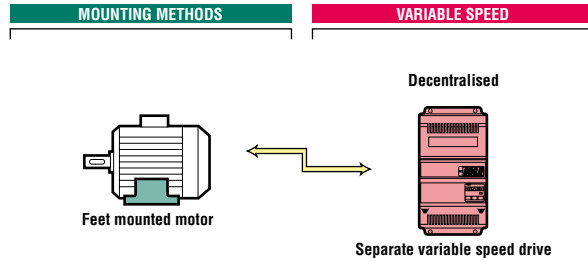 MOUNTING METHODS
VARIABLE SPEED
Decentralised
Feet mounted motor
Separate variable speed drive